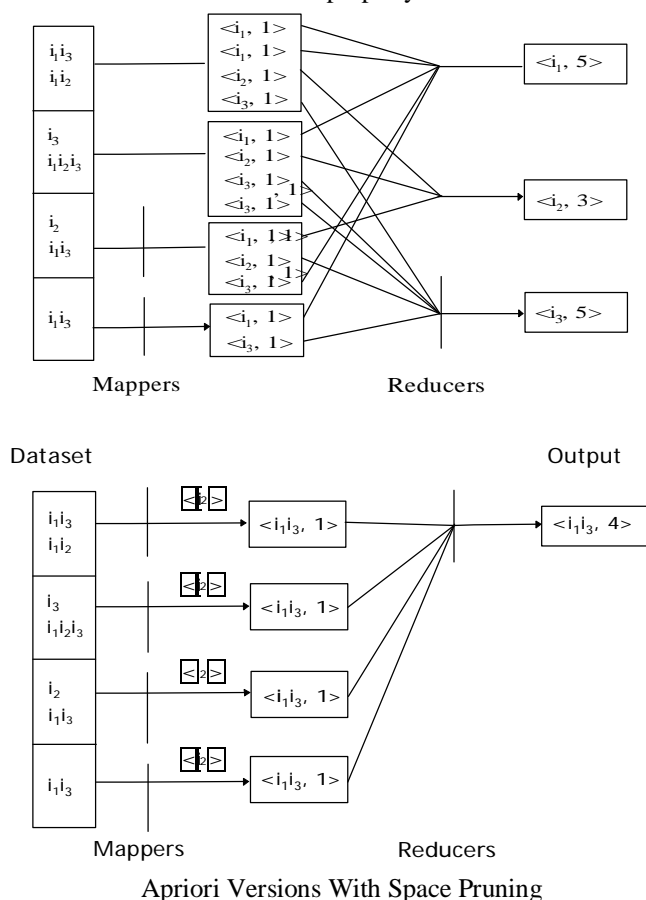 i₁i₃
i₁i₂
i₃
i₁i₂i₃
i₂
i₁i₃
i₁i₃
<i₁, 1>
<i₁, 1>
<i₂, 1>
<i₃, 1>
<i₁, 1>
<i₂, 1>
<i₃, 1>
<i₃, 1>
<i₁, 1>
<i₂, 1>
<i₃, 1>
<i₁, 1>
<i₃, 1>
<i₁, 5>
<i₂, 3>
<i₃, 5>
Mappers Reducers
Dataset Output
i₁i₃
i₁i₂
i₃
i₁i₂i₃
i₂
i₁i₃
i₁i₃
<i₁i₃, 1>
<i₁i₃, 1>
<i₁i₃, 1>
<i₁i₃, 1>
<i₁i₃, 4>
Mappers Reducers
Apriori Versions With Space Pruning